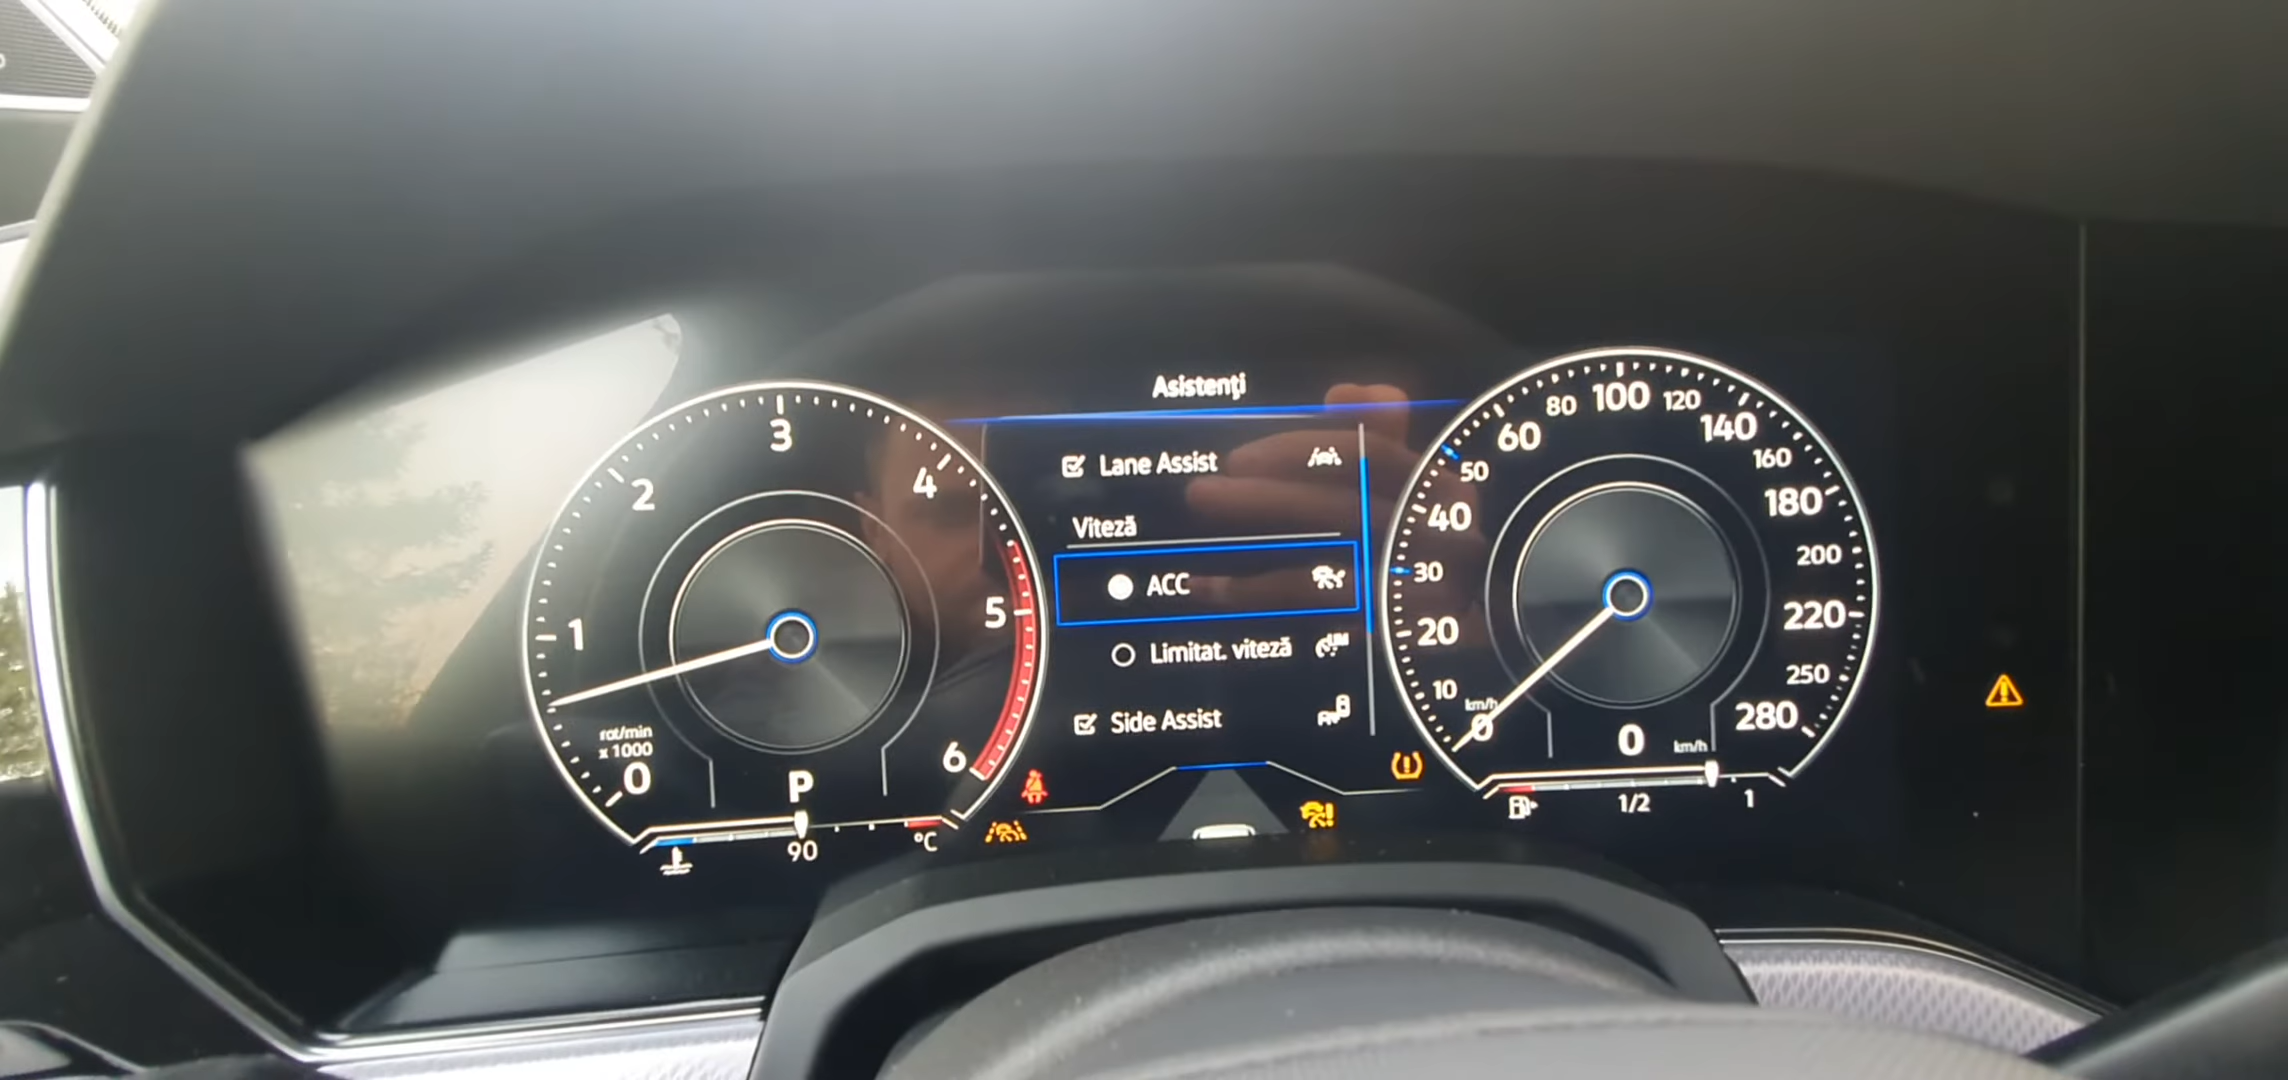 Asistenţi
Lane Assist
Viteză
ACC
Limitat. viteză
LIM
Side Assist
0
1
2
3
4
5
6
rot/min
x 1000
P
90
°C
0
10
20
30
40
50
60
80
100
120
140
160
180
200
220
250
280
km/h
0 km/h
1/2
1